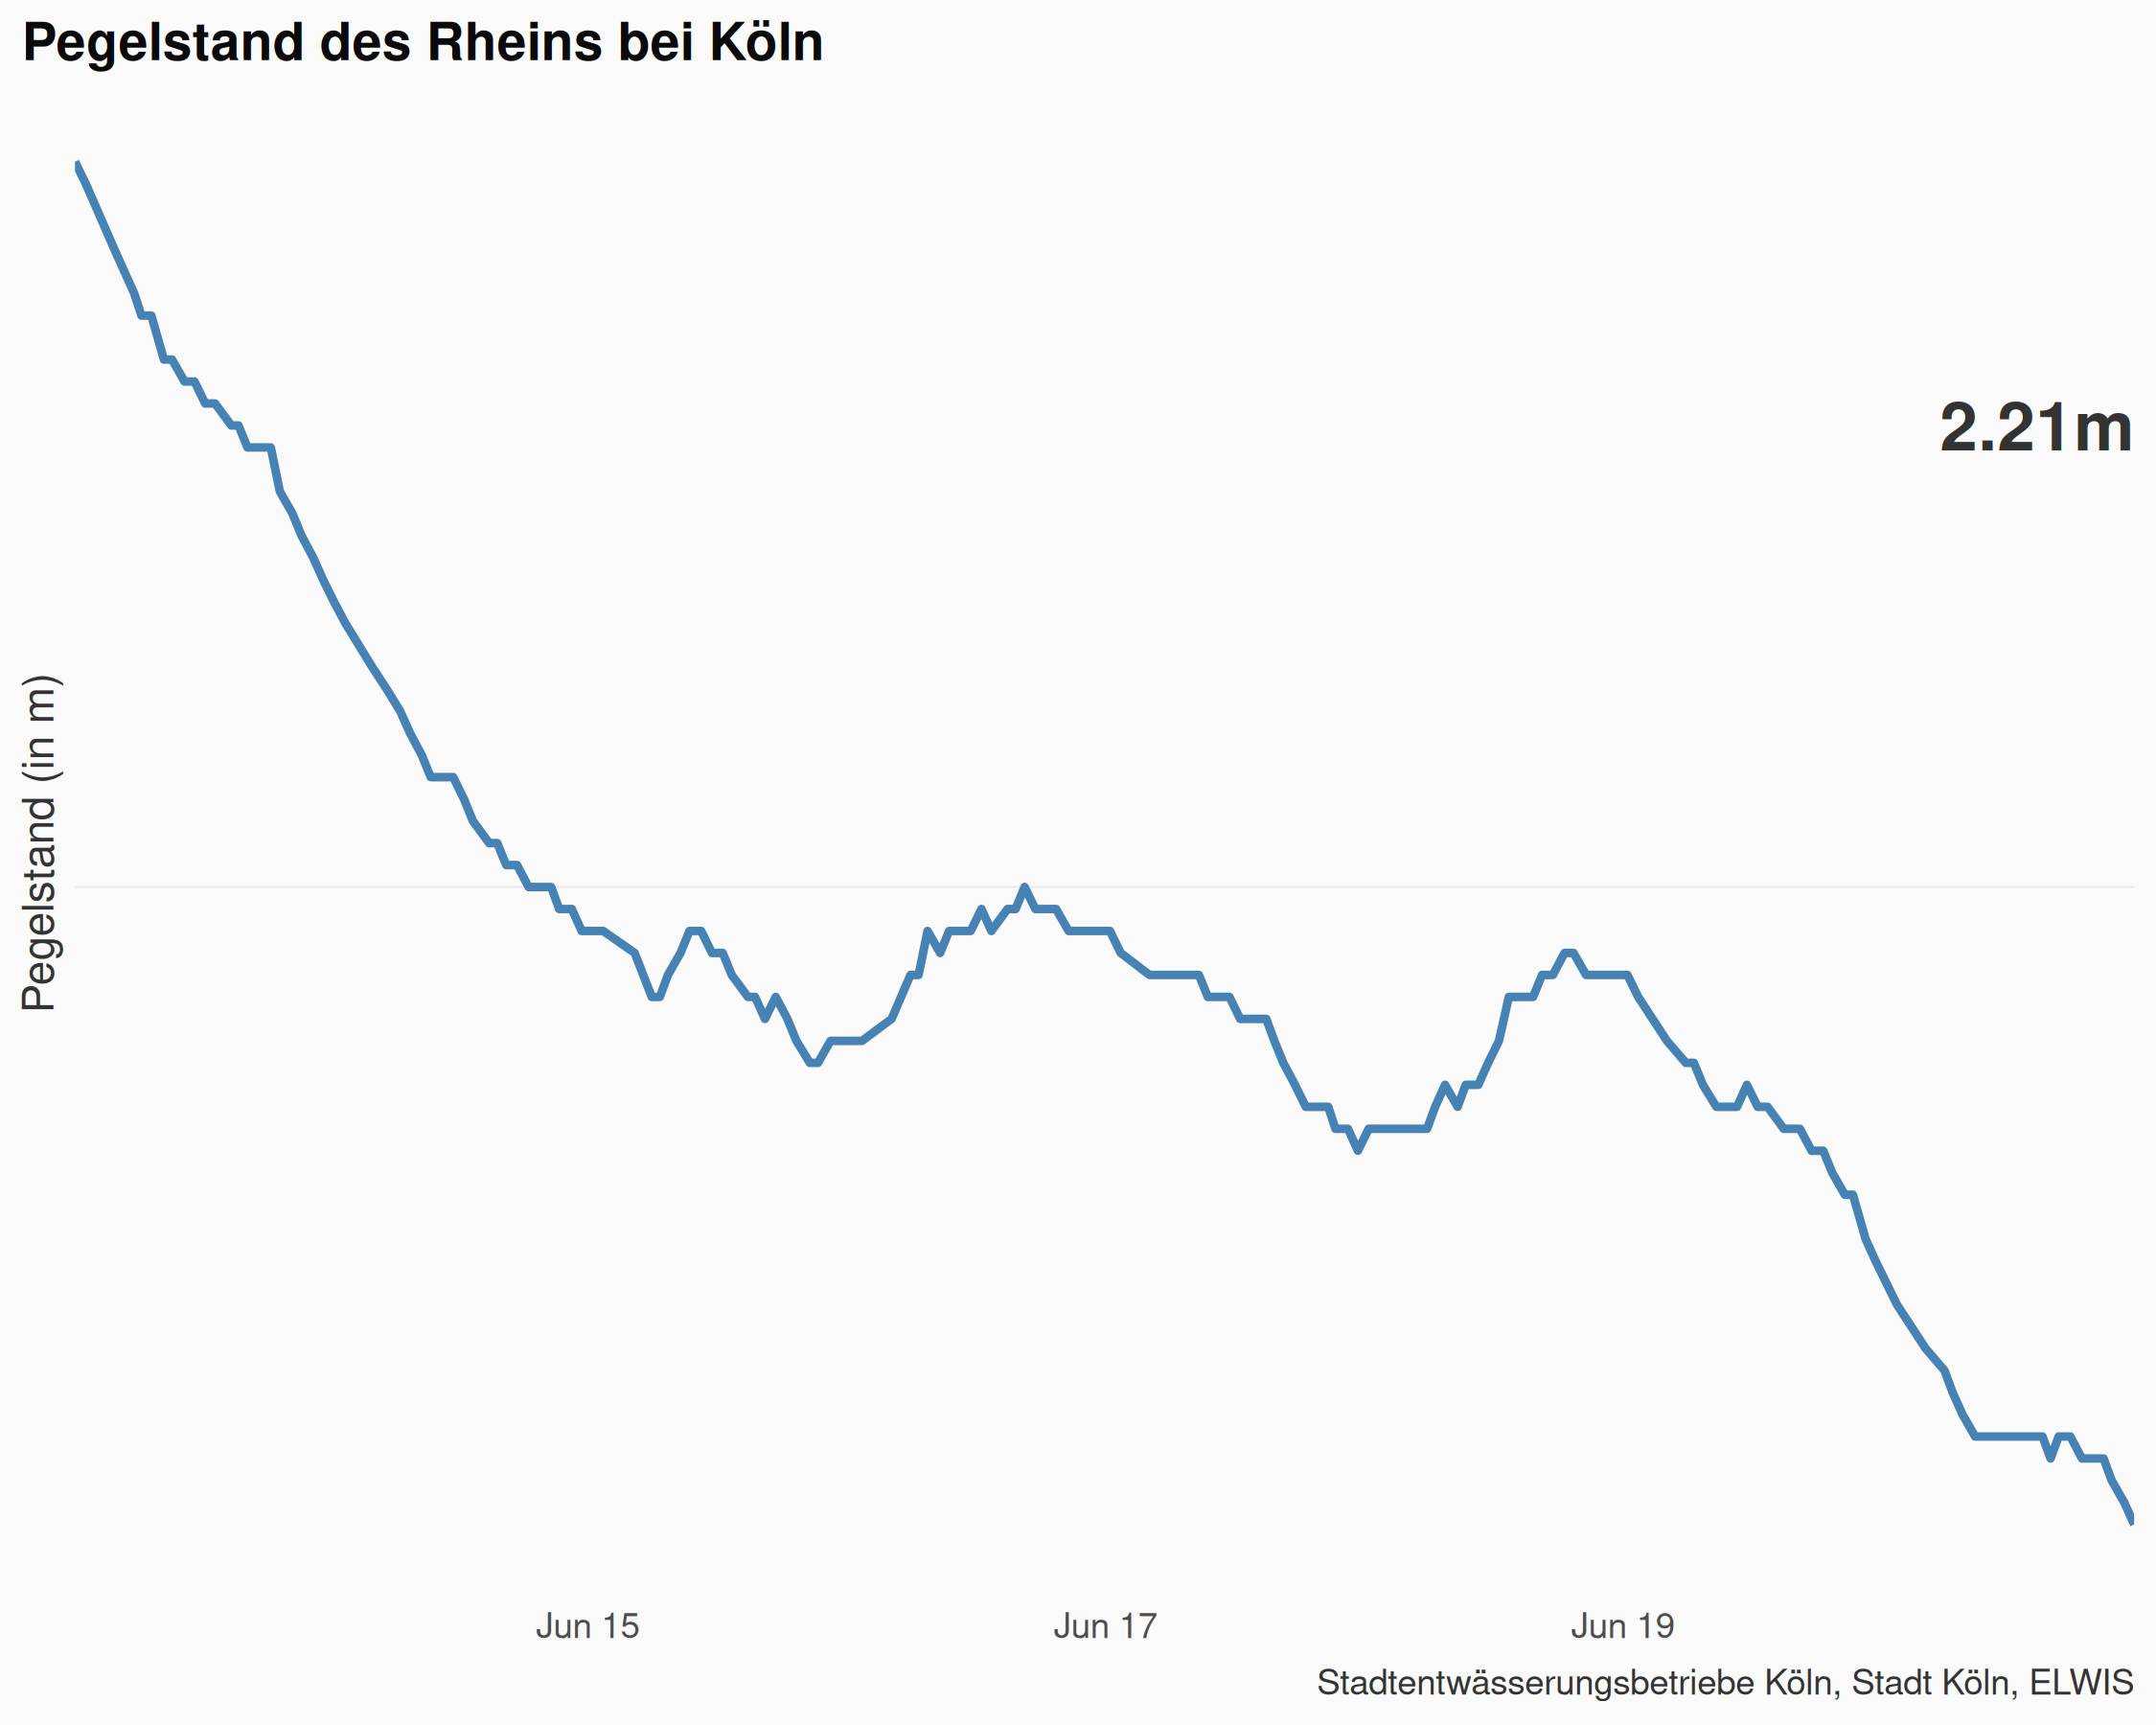 Pegelstand des Rheins bei Köln
2.21m
Pegelstand (in m)
Jun 15
Jun 17
Jun 19
Stadtentwässerungsbetriebe Köln, Stadt Köln, ELWIS